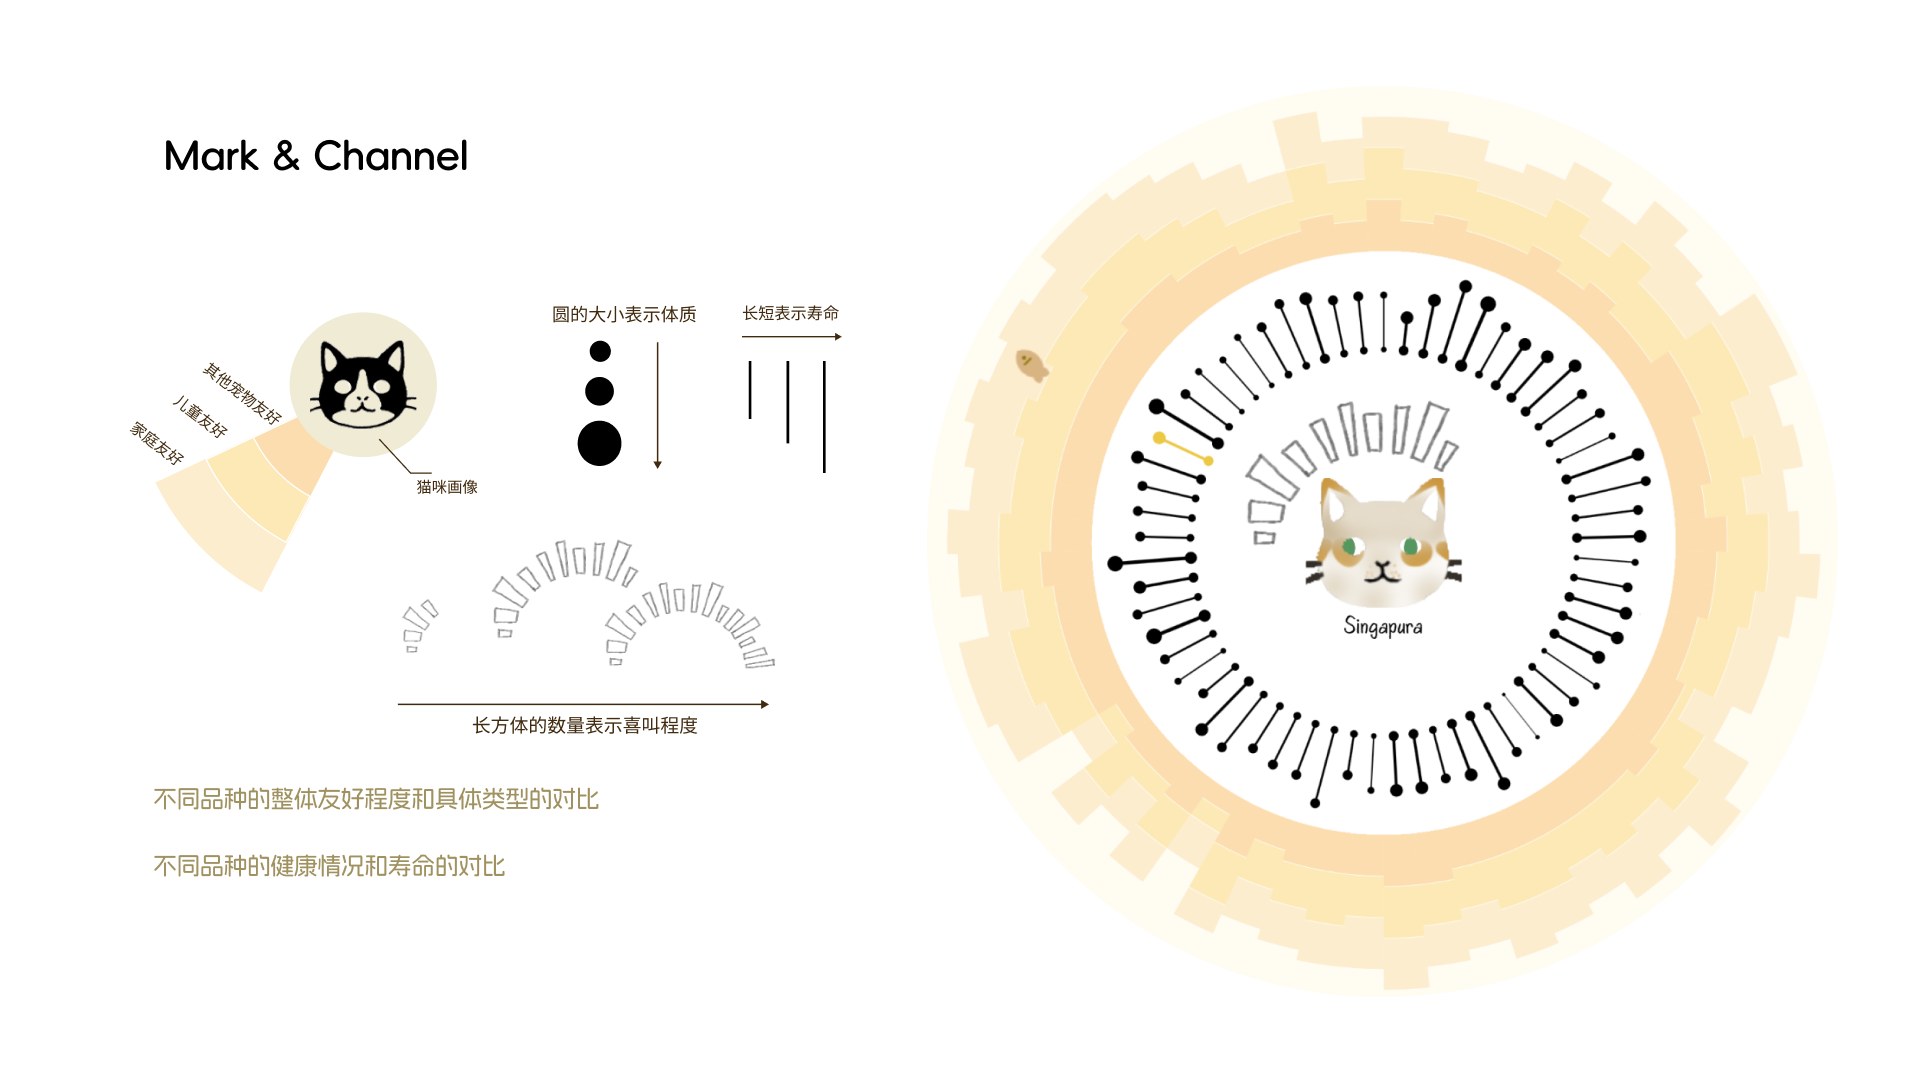 Mark & Channel
圆的大小表示体质
长短表示寿命
其他宠物友好
儿童友好
家庭友好
猫咪画像
Singapura
长方体的数量表示喜叫程度
不同品种的整体友好程度和具体类型的对比
不同品种的健康情况和寿命的对比